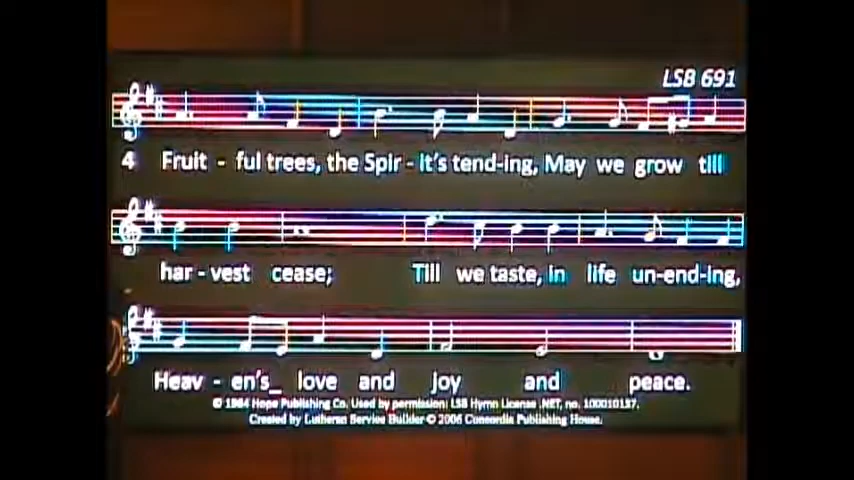 LSB 691
4 Fruit - ful trees, the Spir - it's tend-ing, May we grow till
har - vest cease; Till we taste, in life un-end-ing,
Heav - en's_ love and joy and peace.
© 1984 Hope Publishing Co. Used by permission: LSB Hymn License .NET, no. 100010137.
Created by Lutheran Service Builder © 2006 Concordia Publishing House.